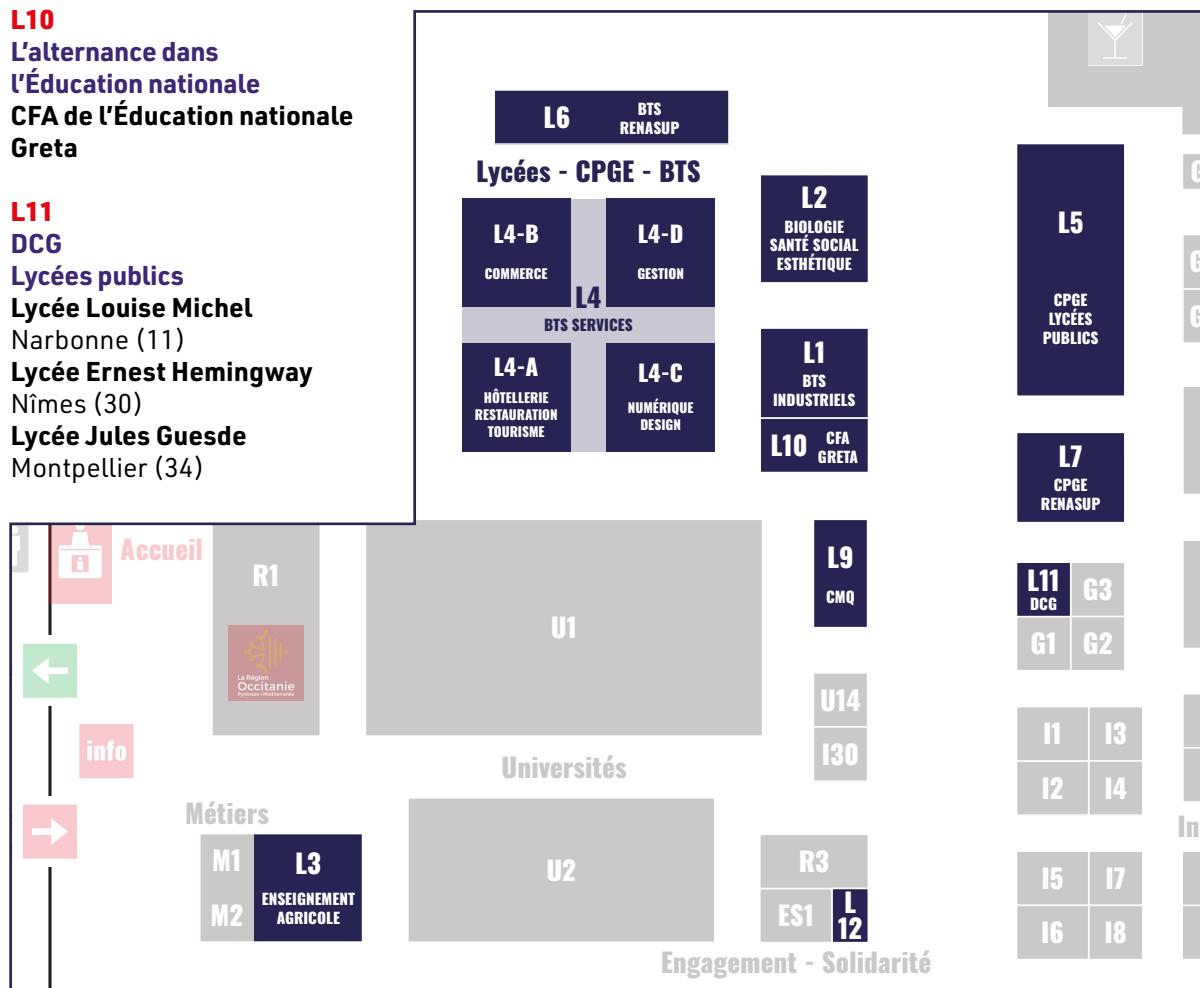 L10
L'alternance dans
l'Éducation nationale
CFA de l'Éducation nationale
Greta
L11
DCG
Lycées publics
Lycée Louise Michel
Narbonne (11)
Lycée Ernest Hemingway
Nîmes (30)
Lycée Jules Guesde
Montpellier (34)
L6
BTS
RENASUP
Lycées - CPGE - BTS
L4-B
COMMERCE
L4-D
GESTION
L4
BTS SERVICES
L4-A
HÔTELLERIE
RESTAURATION
TOURISME
L4-C
NUMÉRIQUE
DESIGN
L2
BIOLOGIE
SANTÉ SOCIAL
ESTHÉTIQUE
L1
BTS
INDUSTRIELS
L10
CFA
GRETA
L5
CPGE
LYCÉES
PUBLICS
L7
CPGE
RENASUP
L9
CMQ
L11
DCG
G3
G1
G2
Accueil
R1
La Région
Occitanie
Pyrénées - Méditerranée
U1
info
Universités
U14
I30
I1
I3
I2
I4
Métiers
M1
M2
L3
ENSEIGNEMENT
AGRICOLE
U2
R3
ES1
L
12
Engagement - Solidarité
I5
I7
I6
I8
In